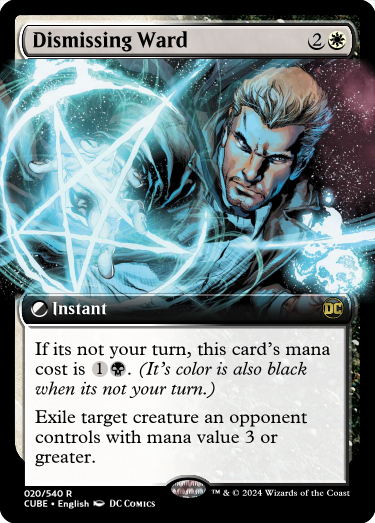 Dismissing Ward 2
DC
Instant
If its not your turn, this card's mana
cost is 1 . (It's color is also black
when its not your turn.)
Exile target creature an opponent
controls with mana value 3 or
greater.
020/540 R
CUBE • English DC COMICS
™ & © 2024 Wizards of the Coast